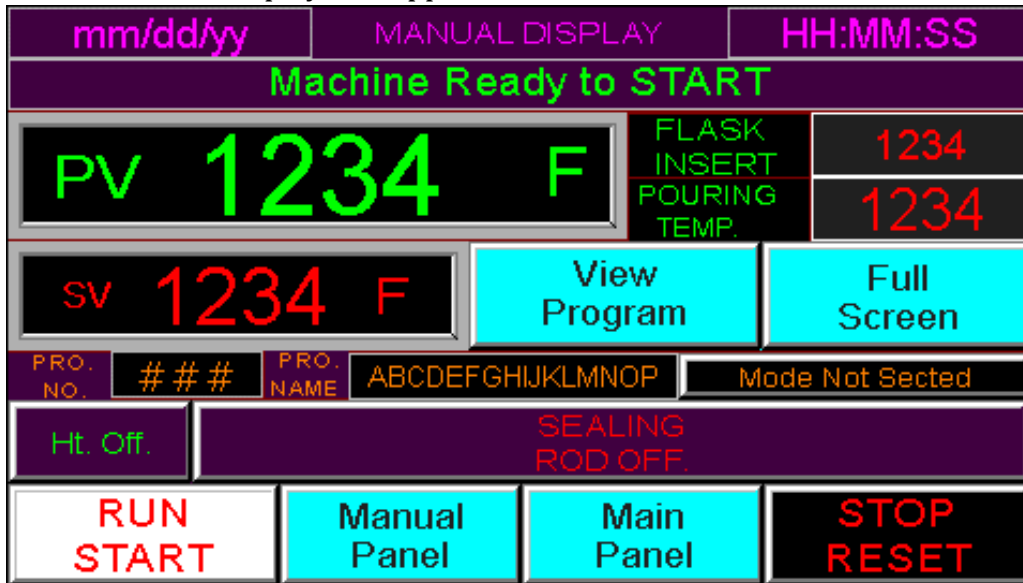 mm/dd/yy MANUAL DISPLAY HH:MM:SS
Machine Ready to START
PV 1234 F
FLASK
INSERT
1234
POURING
TEMP.
1234
SV 1234 F
View
Program
Full
Screen
PRO.
NO.
###
PRO.
NAME
ABCDEFGHIJKLMNOP
Mode Not Sected
Ht. Off.
SEALING
ROD OFF.
RUN
START
Manual
Panel
Main
Panel
STOP
RESET